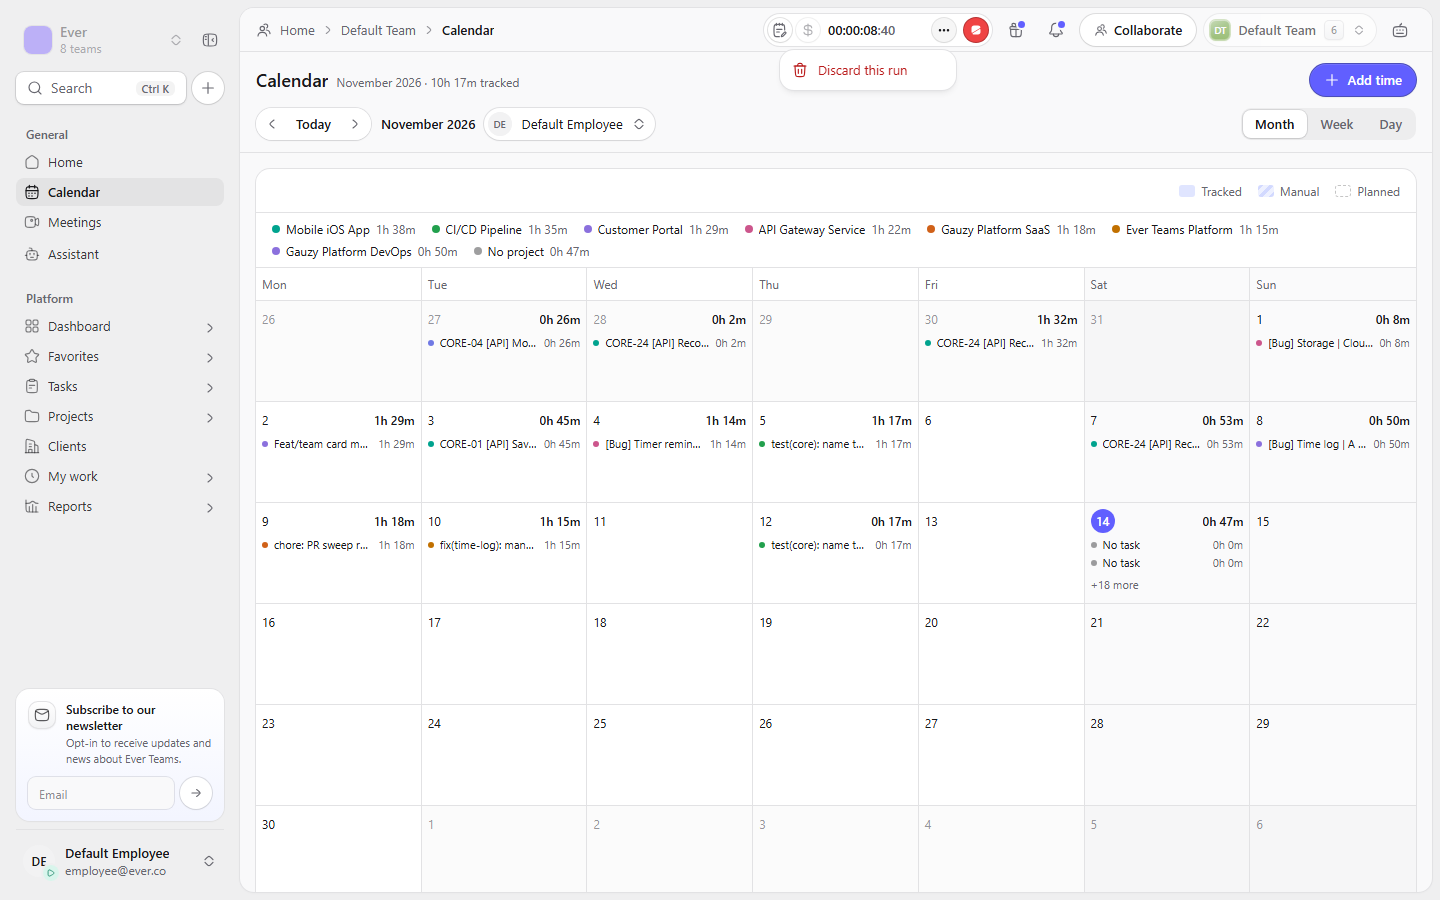 Ever
8 teams
Search Ctrl K
General
Home
Calendar
Meetings
Assistant
Platform
Dashboard
Favorites
Tasks
Projects
Clients
My work
Reports
Subscribe to our newsletter
Opt-in to receive updates and news about Ever Teams.
Email
DE Default Employee
employee@ever.co
Home Default Team Calendar
$ 00:00:08:40
Collaborate
DT Default Team 6
Discard this run
Calendar November 2026 · 10h 17m tracked
Add time
Today November 2026 DE Default Employee
Month Week Day
Tracked Manual Planned
Mobile iOS App 1h 38m CI/CD Pipeline 1h 35m Customer Portal 1h 29m API Gateway Service 1h 22m Gauzy Platform SaaS 1h 18m Ever Teams Platform 1h 15m
Gauzy Platform DevOps 0h 50m No project 0h 47m
Mon Tue Wed Thu Fri Sat Sun
26 27 0h 26m 28 0h 2m 29 30 1h 32m 31 1 0h 8m
CORE-04 [API] Mo... 0h 26m CORE-24 [API] Reco... 0h 2m CORE-24 [API] Rec... 1h 32m [Bug] Storage | Clou... 0h 8m
2 1h 29m 3 0h 45m 4 1h 14m 5 1h 17m 6 7 0h 53m 8 0h 50m
Feat/team card m... 1h 29m CORE-01 [API] Sav... 0h 45m [Bug] Timer remin... 1h 14m test(core): name t... 1h 17m CORE-24 [API] Rec... 0h 53m [Bug] Time log | A ... 0h 50m
9 1h 18m 10 1h 15m 11 12 0h 17m 13 14 0h 47m 15
chore: PR sweep r... 1h 18m fix(time-log): man... 1h 15m test(core): name t... 0h 17m No task 0h 0m
No task 0h 0m
+18 more
16 17 18 19 20 21 22
23 24 25 26 27 28 29
30 1 2 3 4 5 6